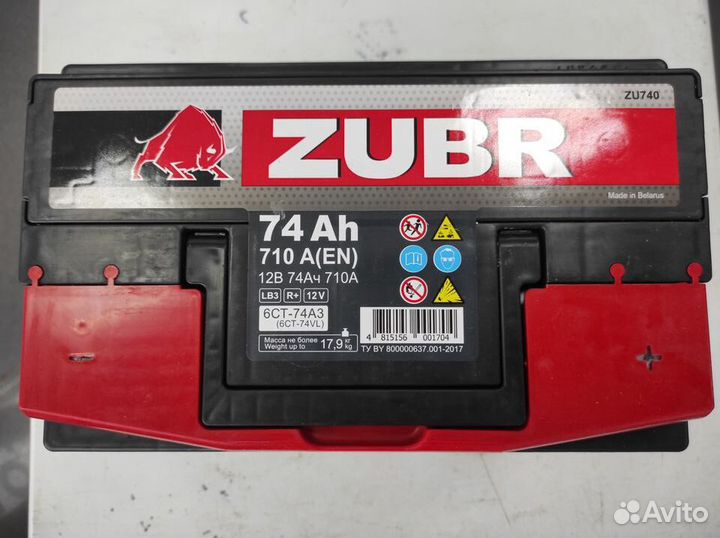 ZU740
ZUBR
Made in Belarus
74 Ah
710 A(EN)
12В 74Ач 710А
LB3 R+ 12V
6СТ-74А3
(6СТ-74VL)
Масса не более
Weight up to 17,9 кг kg
4 815156 001704
ТУ BY 800000637.001-2017
- +
Avito